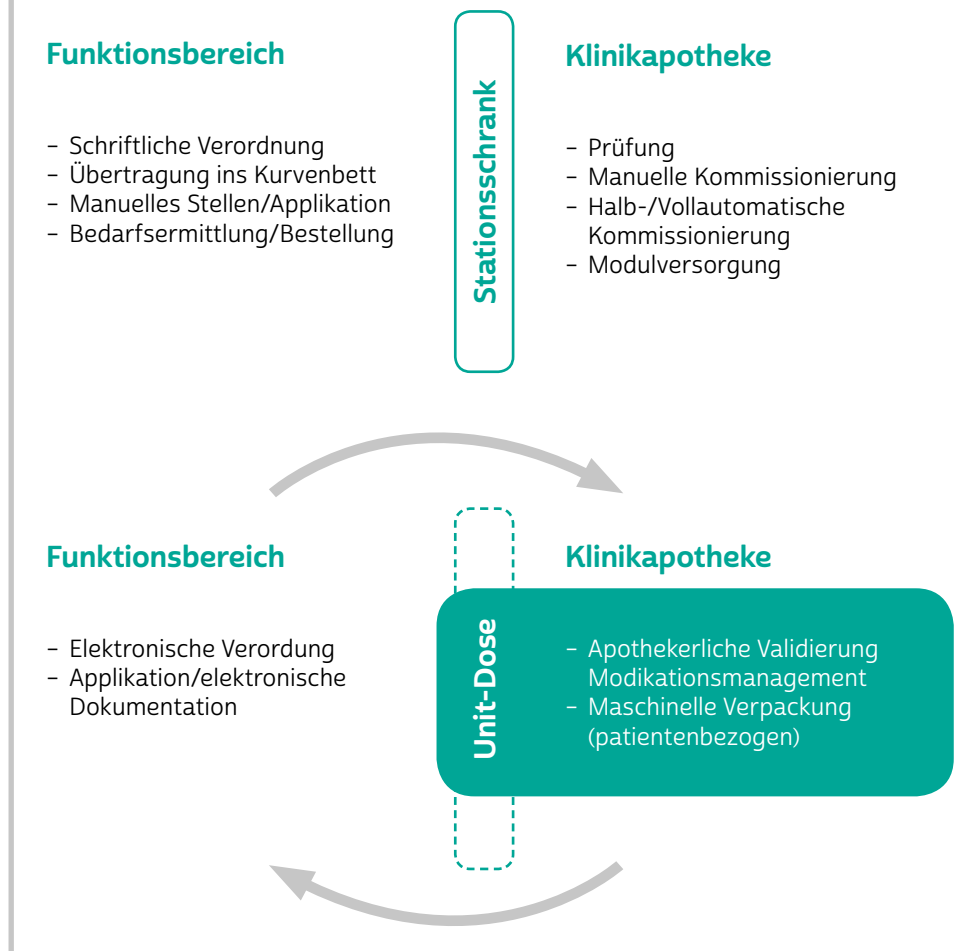 Funktionsbereich
– Schriftliche Verordnung
– Übertragung ins Kurvenbett
– Manuelles Stellen/Applikation
– Bedarfsermittlung/Bestellung
Stationsschrank
Klinikapotheke
– Prüfung
– Manuelle Kommissionierung
– Halb-/Vollautomatische
Kommissionierung
– Modulversorgung
Funktionsbereich
– Elektronische Verordung
– Applikation/elektronische
Dokumentation
Unit-Dose
Klinikapotheke
– Apothekerliche Validierung
Modikationsmanagement
– Maschinelle Verpackung
(patientenbezogen)